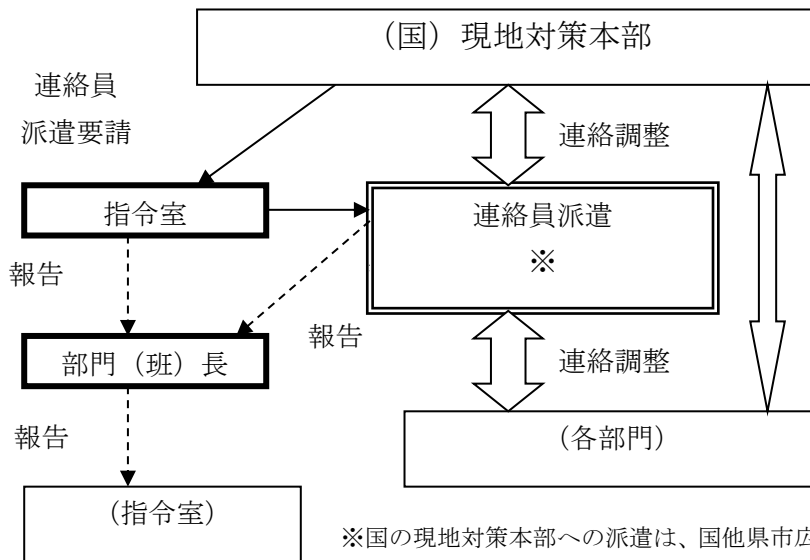 (国)現地対策本部
連絡員
派遣要請
連絡調整
指令室
連絡員派遣
※
報告
報告
部門(班)長
連絡調整
報告
(各部門)
(指令室)
※国の現地対策本部への派遣は、国他県市広